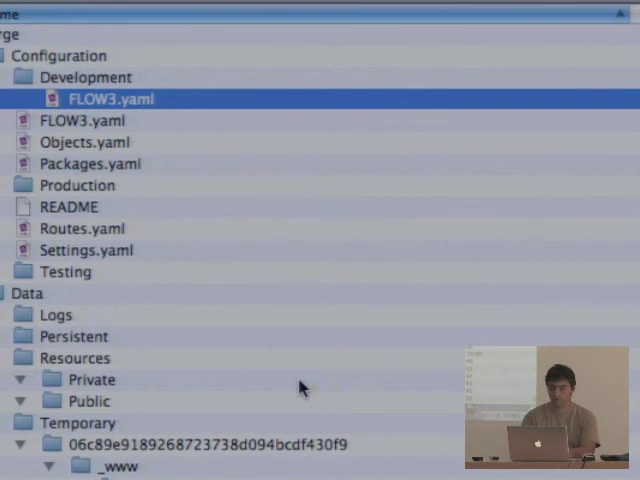 me
rge
Configuration
Development
FLOW3.yaml
FLOW3.yaml
Objects.yaml
Packages.yaml
Production
README
Routes.yaml
Settings.yaml
Testing
Data
Logs
Persistent
Resources
Private
Public
Temporary
06c89e9189268723738d094bcdf430f9
_www